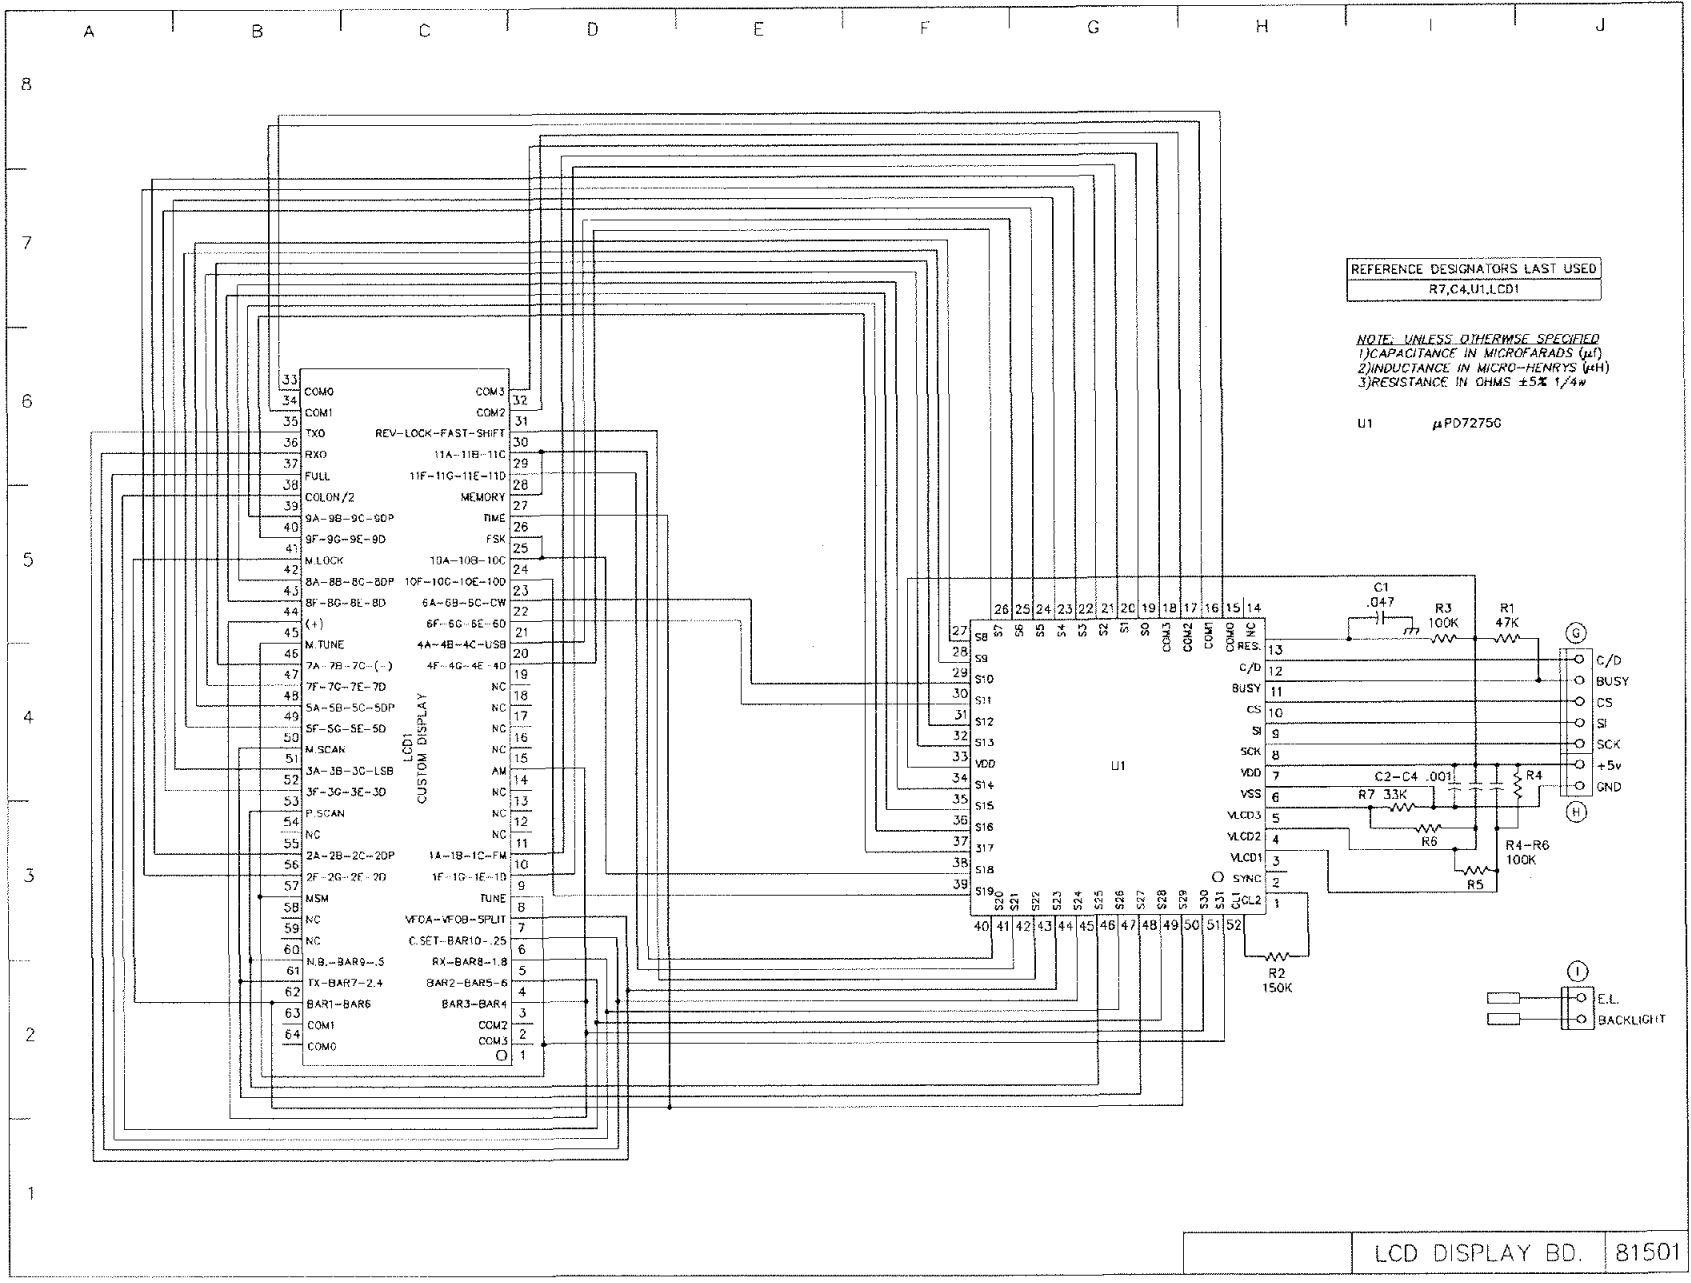 A B C D E F G H I J
8
7
6
5
4
3
2
1
REFERENCE DESIGNATORS LAST USED
R7,C4,U1,LCD1
NOTE: UNLESS OTHERWISE SPECIFIED
1)CAPACITANCE IN MICROFARADS (µf)
2)INDUCTANCE IN MICRO-HENRYS (µH)
3)RESISTANCE IN OHMS ±5% 1/4w
U1 µPD7275G
33 COM0
34 COM1
35 TXO
36 RXO
37 FULL
38 COLON/2
39 9A-9B-9C-9DP
40 9F-9G-9E-9D
41 M.LOCK
42 8A-8B-8C-8DP
43 8F-8G-8E-8D
44 (+)
45 M.TUNE
46 7A-7B-7C-(-)
47 7F-7G-7E-7D
48 5A-5B-5C-5DP
49 5F-5G-5E-5D
50 M.SCAN
51 3A-3B-3C-LSB
52 3F-3G-3E-3D
53 P.SCAN
54 NC
55 2A-2B-2C-2DP
56 2F-2G-2E-2D
57 MSM
58 NC
59 NC
60 N.B.-BAR9-.5
61 TX-BAR7-2.4
62 BAR1-BAR6
63 COM1
64 COM0
LCD1
CUSTOM DISPLAY
COM3 32
COM2 31
REV-LOCK-FAST-SHIFT 30
11A-11B-11C 29
11F-11G-11E-11D 28
MEMORY 27
TIME 26
FSK 25
10A-10B-10C 24
10F-10G-10E-10D 23
6A-6B-6C-CW 22
6F-6G-6E-6D 21
4A-4B-4C-USB 20
4F-4G-4E-4D 19
NC 18
NC 17
NC 16
NC 15
AM 14
NC 13
NC 12
NC 11
1A-1B-1C-FM 10
1F-1G-1E-1D 9
TUNE 8
VFOA-VFOB-SPLIT 7
C.SET-BAR10-.25 6
RX-BAR8-1.8 5
BAR2-BAR5-6 4
BAR3-BAR4 3
COM2 2
COM3 1
26 25 24 23 22 21 20 19 18 17 16 15 14
S7 S6 S5 S4 S3 S2 S1 S0 COM3 COM2 COM1 COM0 NC
27 S8
28 S9
29 S10
30 S11
31 S12
32 S13
33 VDD
34 S14
35 S15
36 S16
37 317
38 S18
39 S19
U1
RES. 13
C/D 12
BUSY 11
CS 10
SI 9
SCK 8
VDD 7
VSS 6
VLCD3 5
VLCD2 4
VLCD1 3
SYNC 2
CL2 1
S20 S21 S22 S23 S24 S25 S26 S27 S28 S29 S30 S31 CL1
40 41 42 43 44 45 46 47 48 49 50 51 52
R2
150K
C1
.047
R3
100K
R1
47K
C2-C4 .001
R7 33K
R4
R6
R5
R4-R6
100K
G
C/D
BUSY
CS
SI
SCK
+5v
GND
H
I
E.L.
BACKLIGHT
LCD DISPLAY BD. 81501